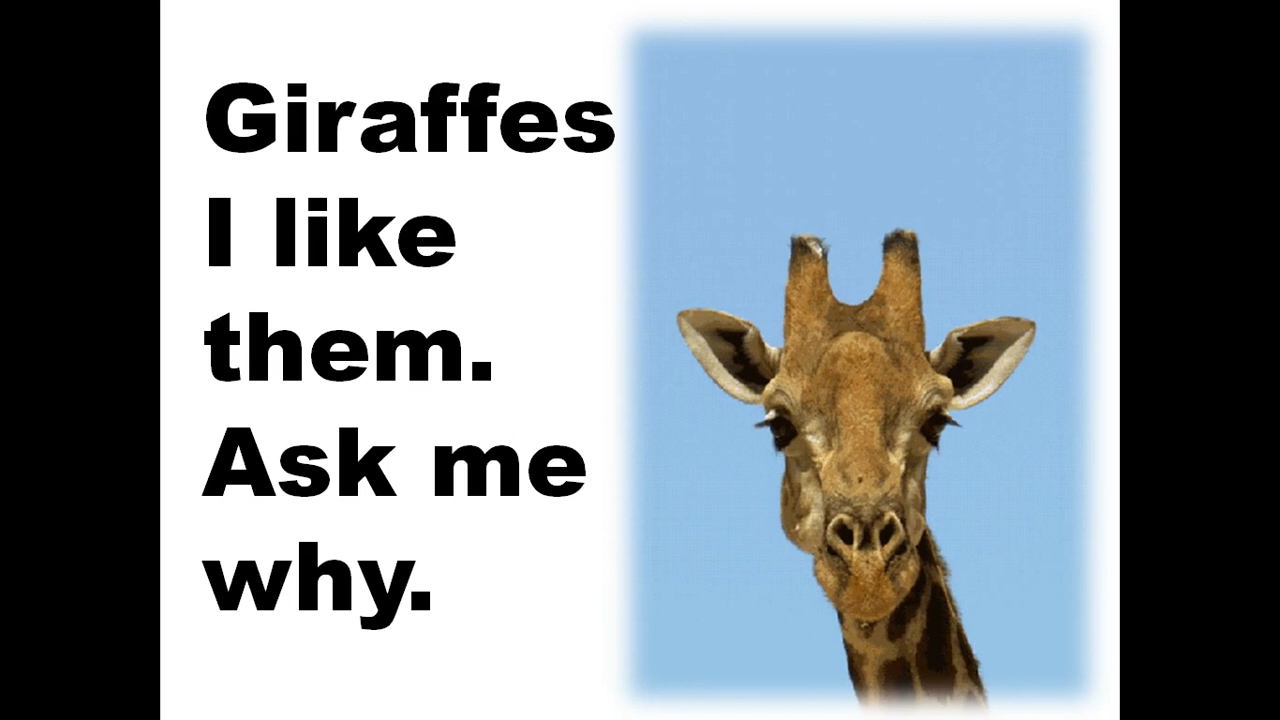 Giraffes
I like
them.
Ask me
why.